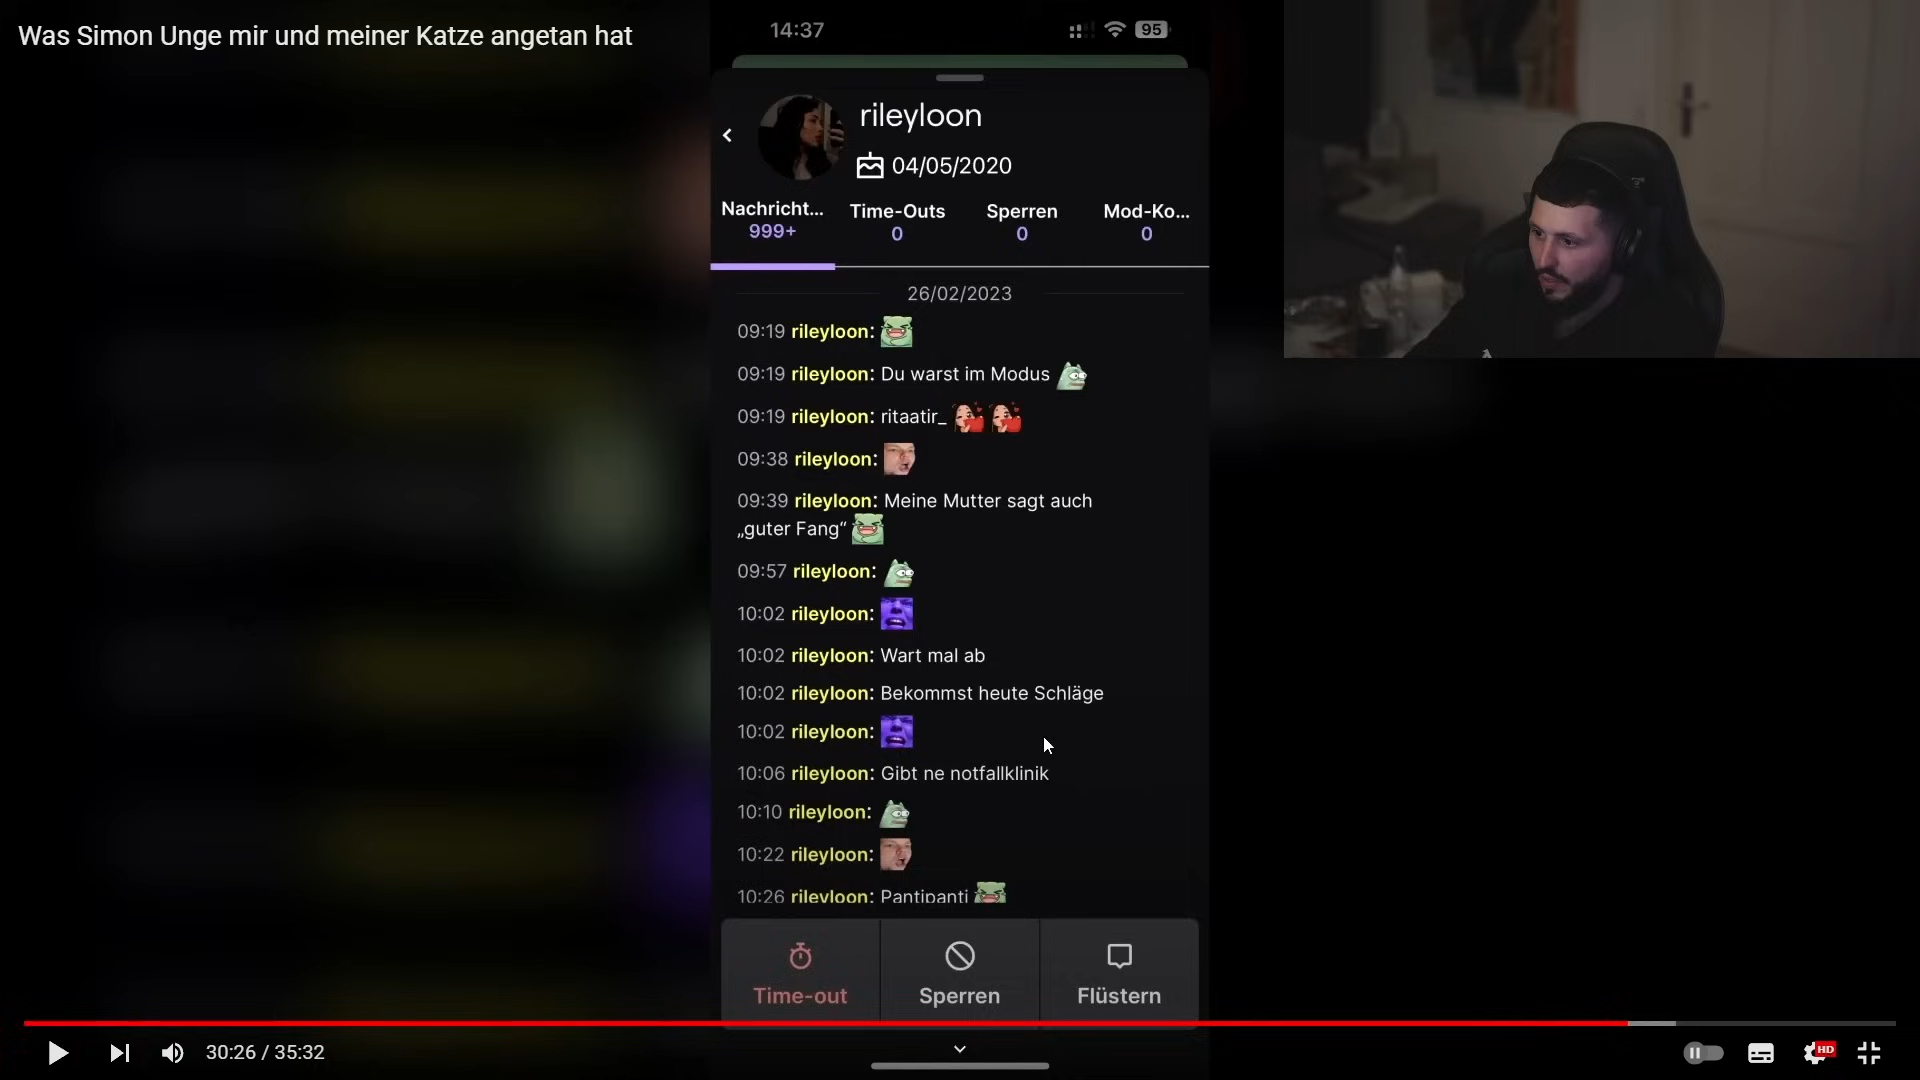 Was Simon Unge mir und meiner Katze angetan hat
14:37
95
rileyloon
04/05/2020
Nachricht... Time-Outs Sperren Mod-Ko...
999+ 0 0 0
26/02/2023
09:19 rileyloon:
09:19 rileyloon: Du warst im Modus
09:19 rileyloon: ritaatir_
09:38 rileyloon:
09:39 rileyloon: Meine Mutter sagt auch
„guter Fang“
09:57 rileyloon:
10:02 rileyloon:
10:02 rileyloon: Wart mal ab
10:02 rileyloon: Bekommst heute Schläge
10:02 rileyloon:
10:06 rileyloon: Gibt ne notfallklinik
10:10 rileyloon:
10:22 rileyloon:
10:26 rileyloon: Pantipanti
Time-out Sperren Flüstern
30:26 / 35:32
HD